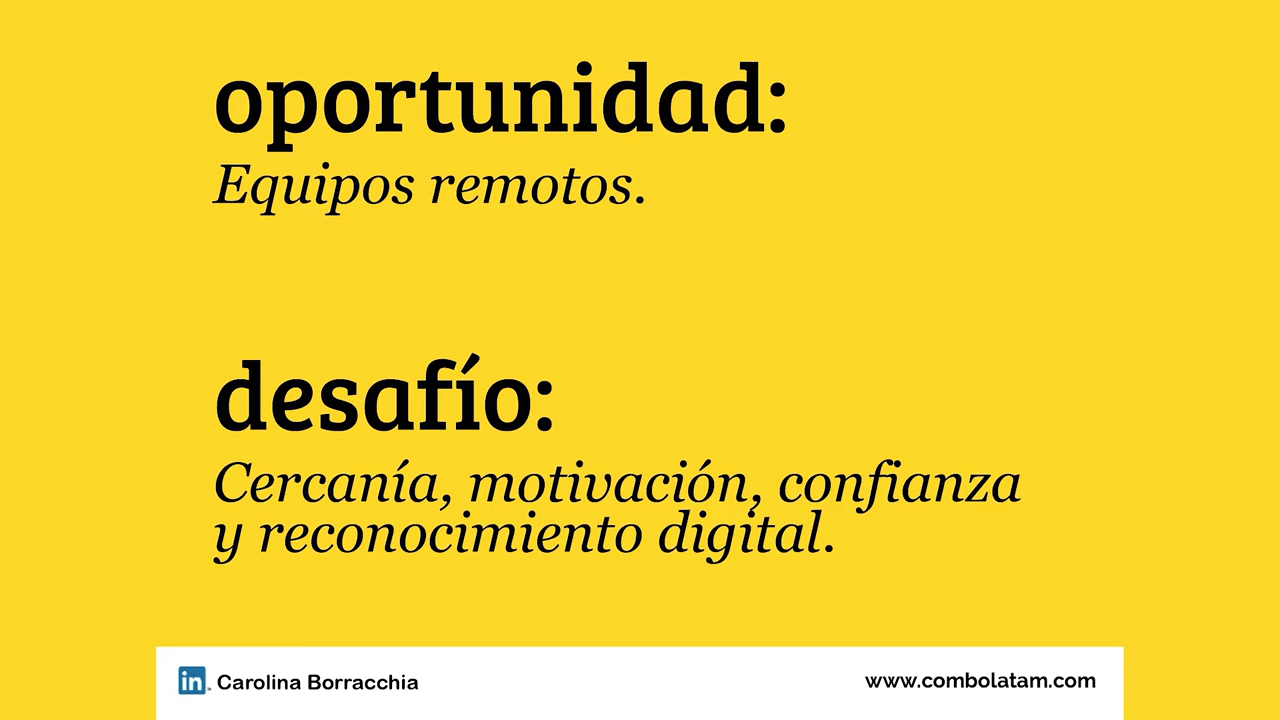 oportunidad:
Equipos remotos.
desafío:
Cercanía, motivación, confianza
y reconocimiento digital.
in Carolina Borracchia
www.combolatam.com